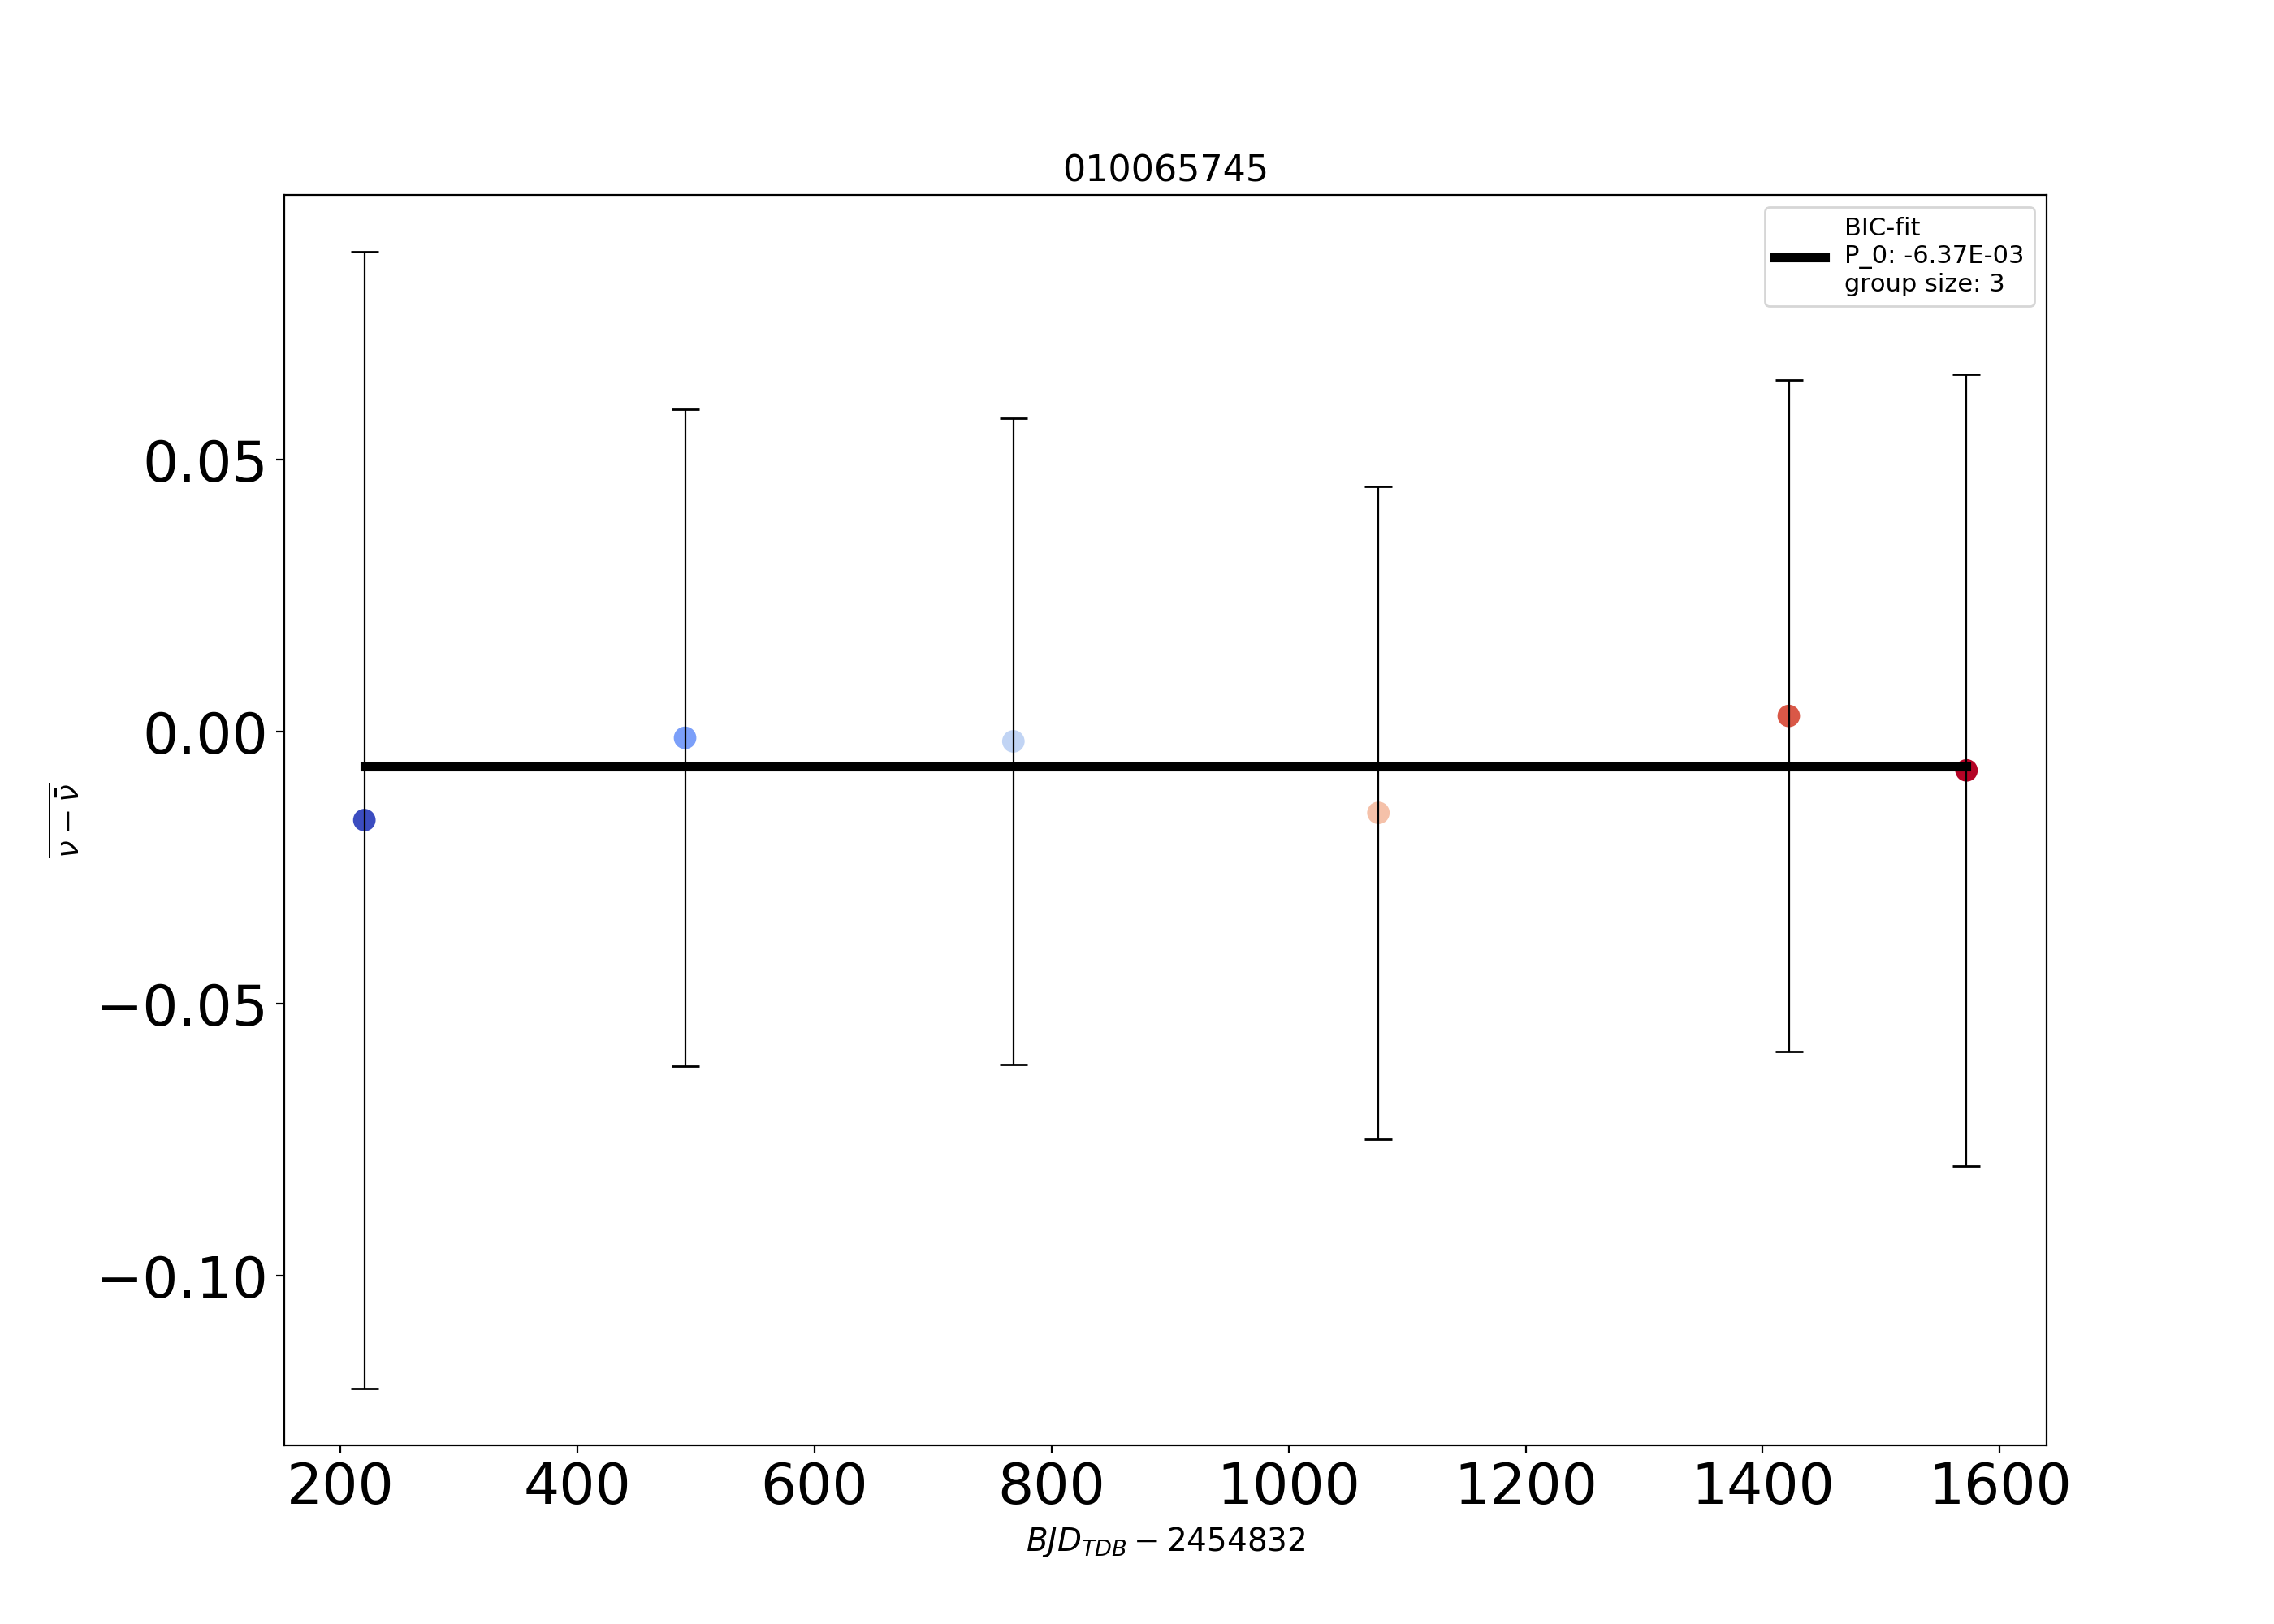 010065745
BIC-fit
P_0: -6.37E-03
group size: 3
0.05
0.00
−0.05
−0.10
ν − ν̄
200 400 600 800 1000 1200 1400 1600
BJD_TDB − 2454832